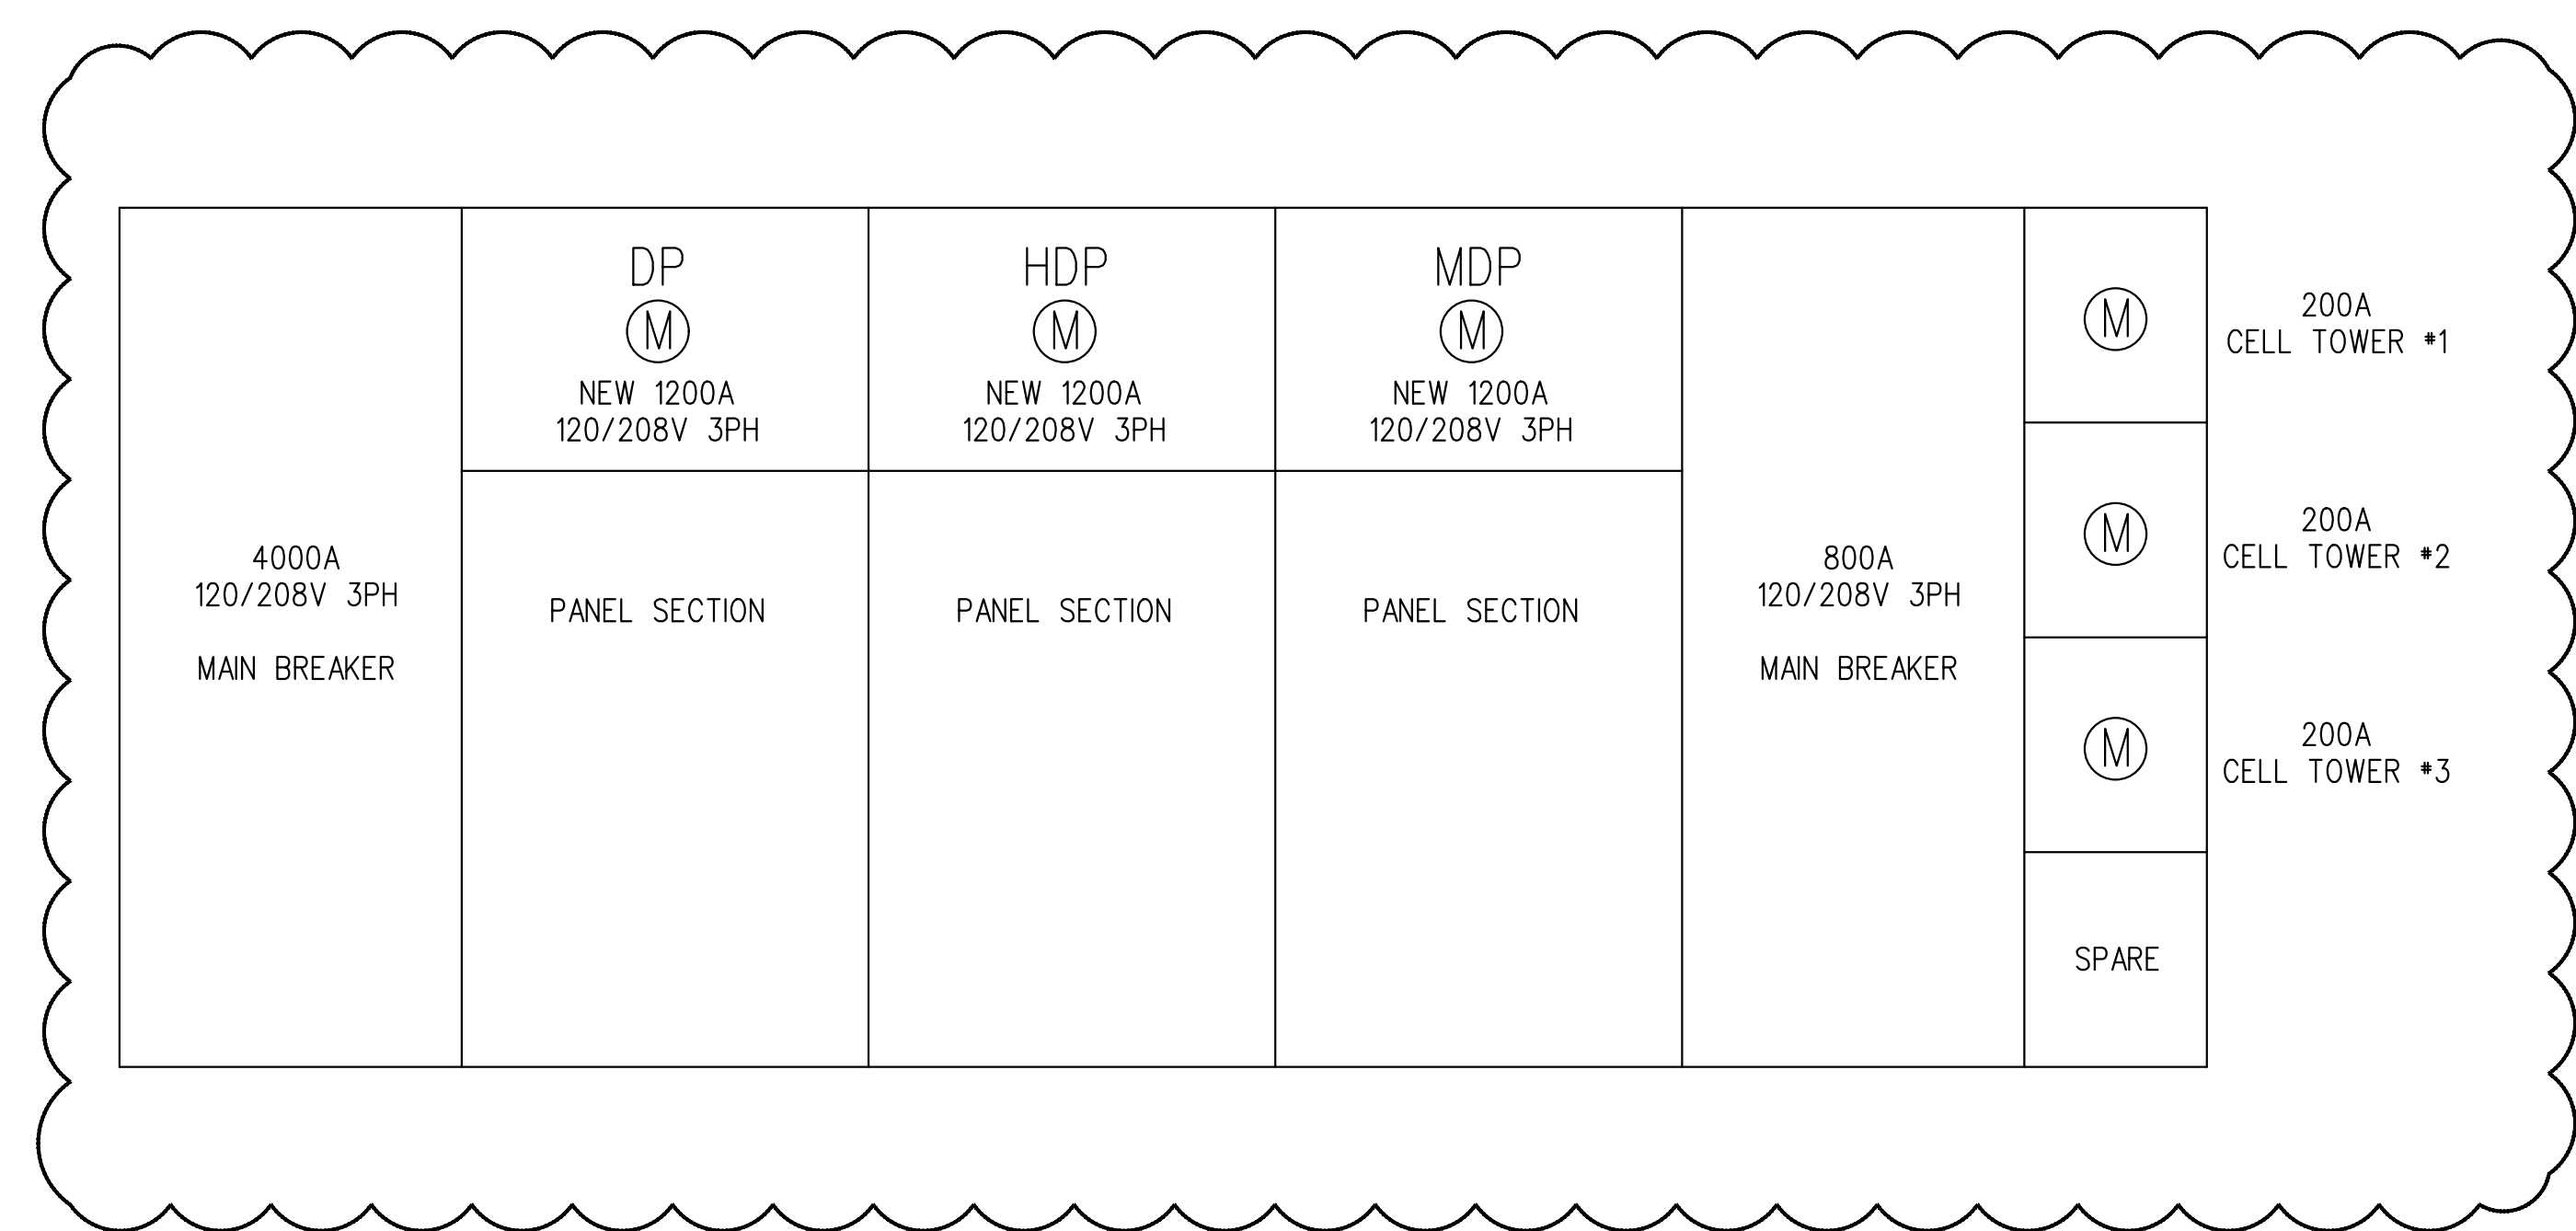 DP
M
NEW 1200A
120/208V 3PH
HDP
M
NEW 1200A
120/208V 3PH
MDP
M
NEW 1200A
120/208V 3PH
M
200A
CELL TOWER #1
4000A
120/208V 3PH
MAIN BREAKER
PANEL SECTION
PANEL SECTION
PANEL SECTION
800A
120/208V 3PH
MAIN BREAKER
M
200A
CELL TOWER #2
M
200A
CELL TOWER #3
SPARE